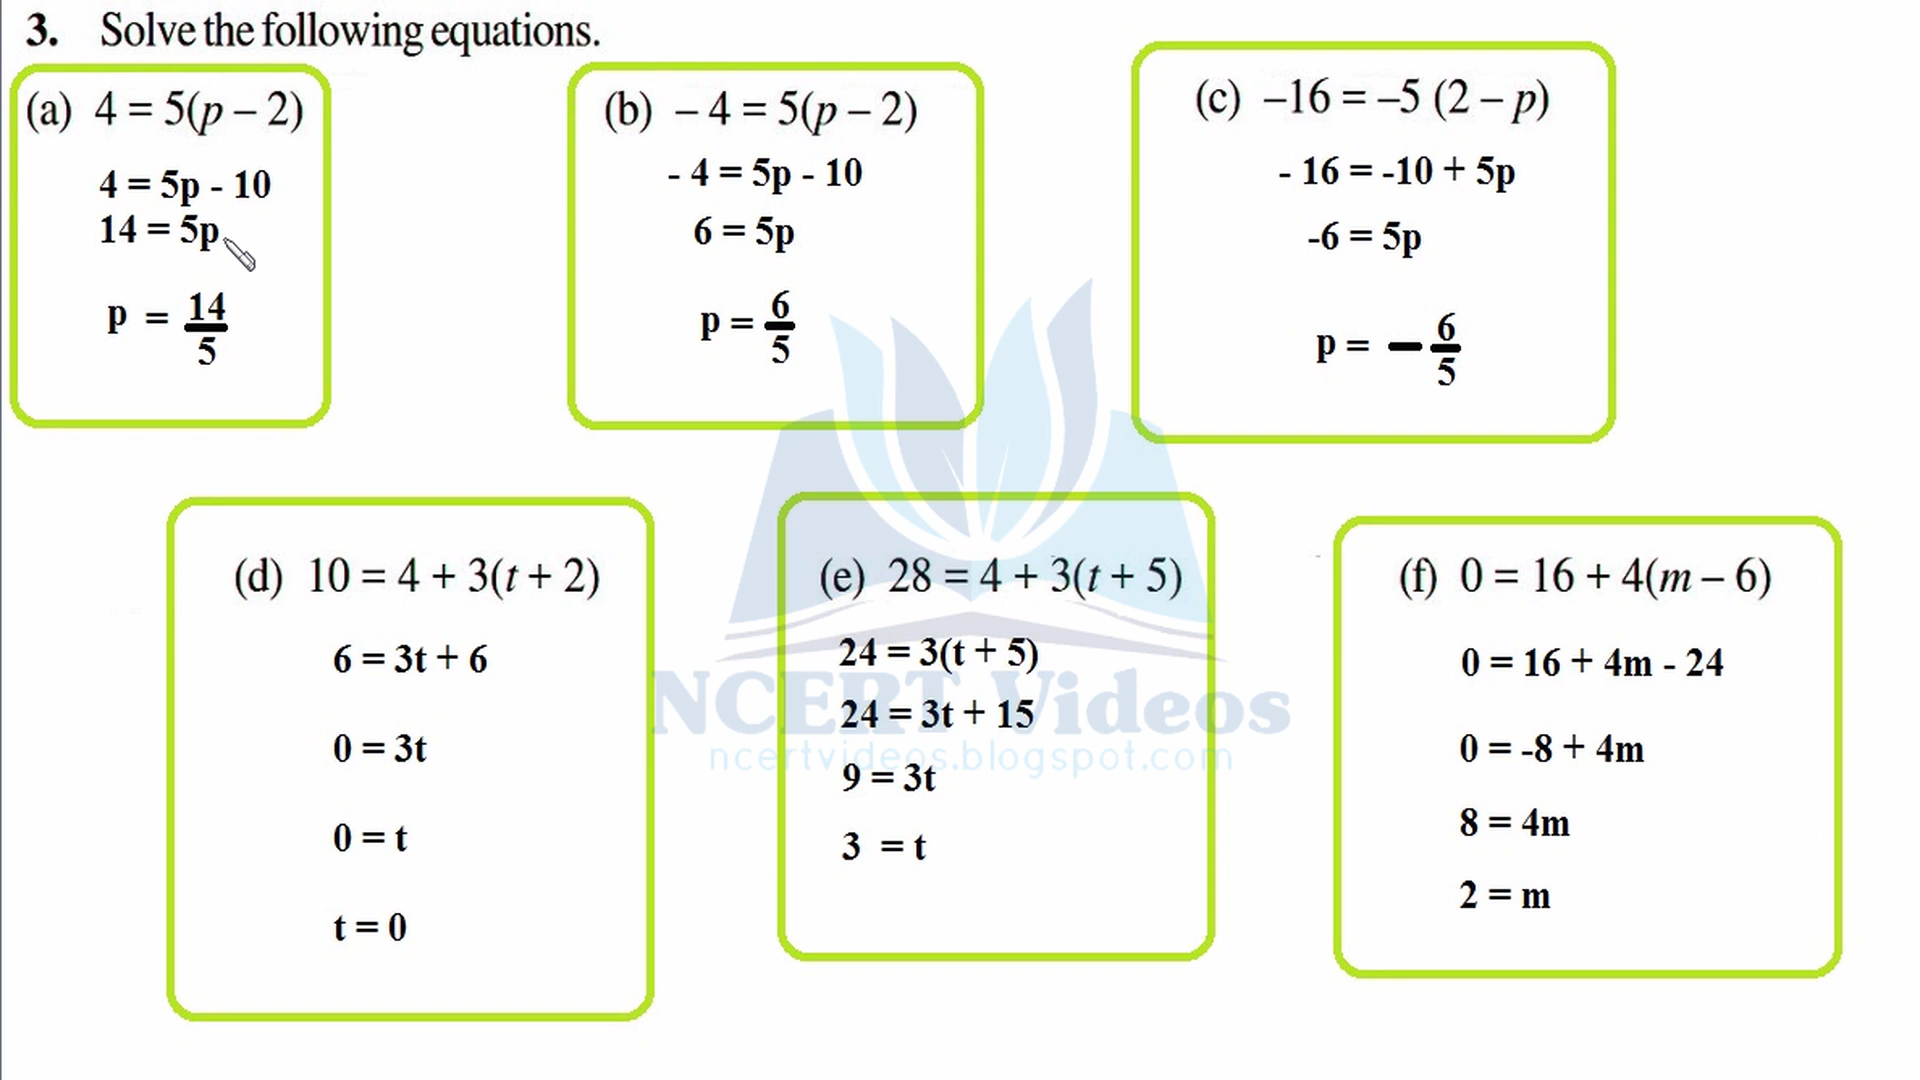 3. Solve the following equations.
(a) 4 = 5(p – 2)
4 = 5p - 10
14 = 5p
p = 14/5
(b) – 4 = 5(p – 2)
- 4 = 5p - 10
6 = 5p
p = 6/5
(c) –16 = –5 (2 – p)
- 16 = -10 + 5p
-6 = 5p
p = - 6/5
(d) 10 = 4 + 3(t + 2)
6 = 3t + 6
0 = 3t
0 = t
t = 0
(e) 28 = 4 + 3(t + 5)
24 = 3(t + 5)
24 = 3t + 15
9 = 3t
3 = t
(f) 0 = 16 + 4(m – 6)
0 = 16 + 4m - 24
0 = -8 + 4m
8 = 4m
2 = m
NCERT Videos
ncertvideos.blogspot.com